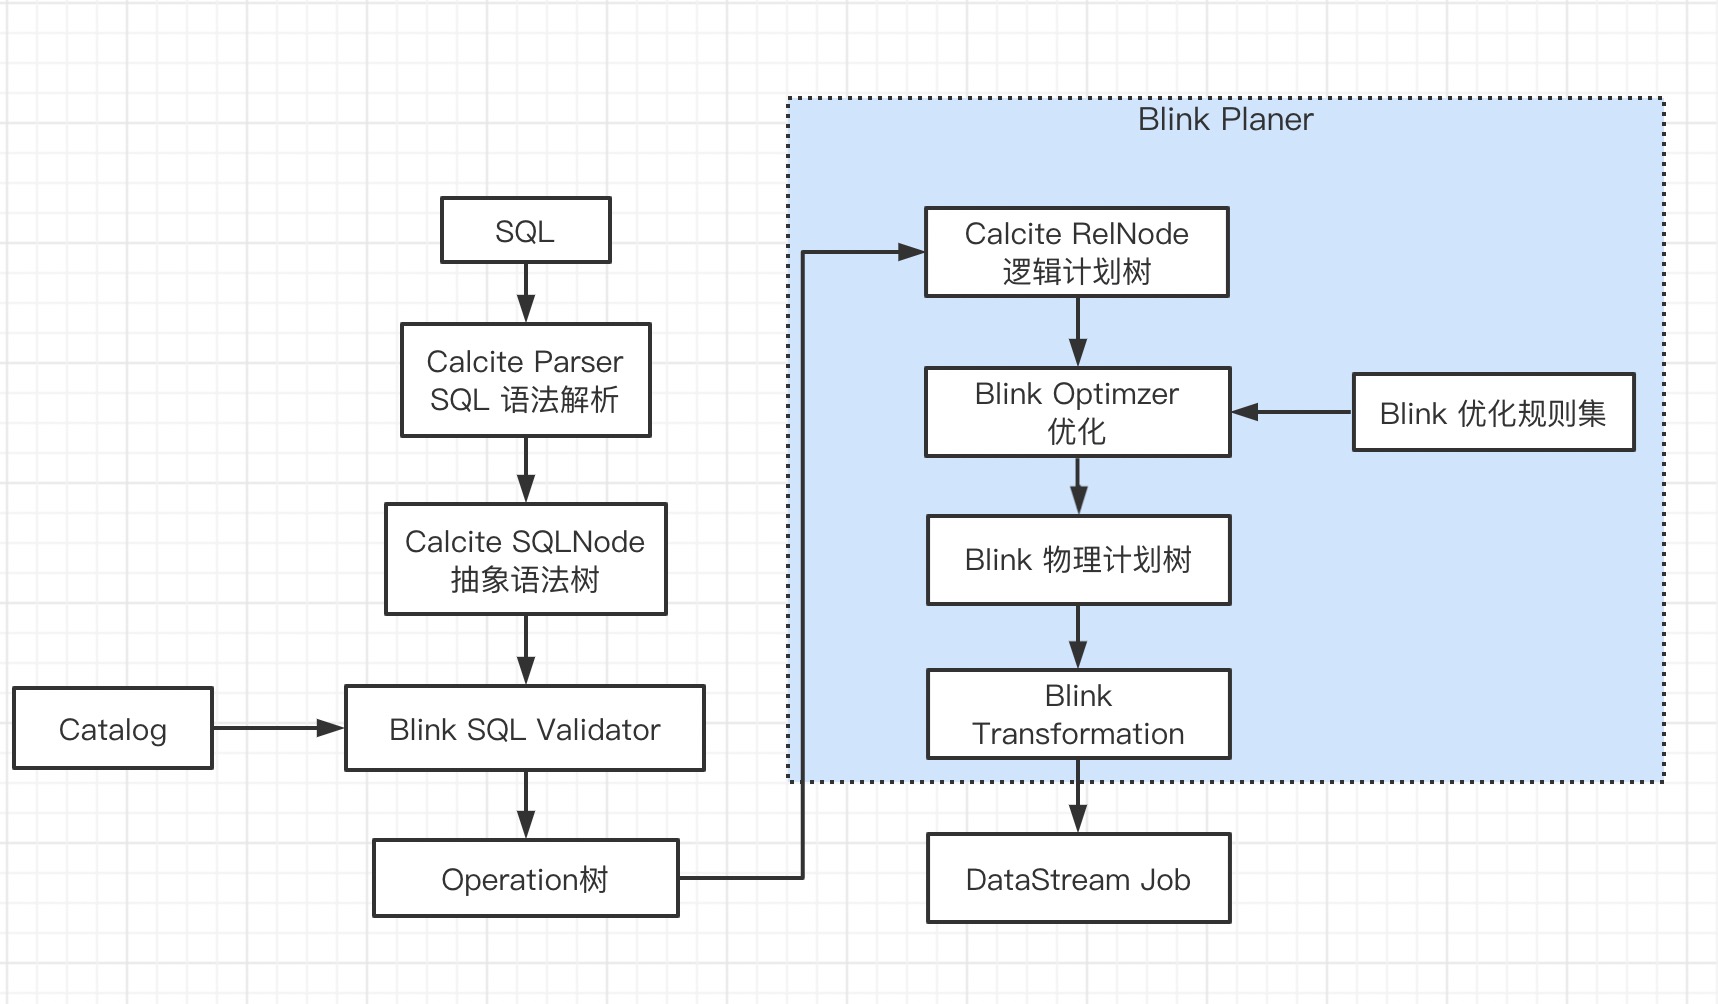 SQL
Calcite Parser
SQL 语法解析
Calcite SQLNode
抽象语法树
Catalog
Blink SQL Validator
Operation树
Blink Planer
Calcite RelNode
逻辑计划树
Blink Optimzer
优化
Blink 优化规则集
Blink 物理计划树
Blink
Transformation
DataStream Job